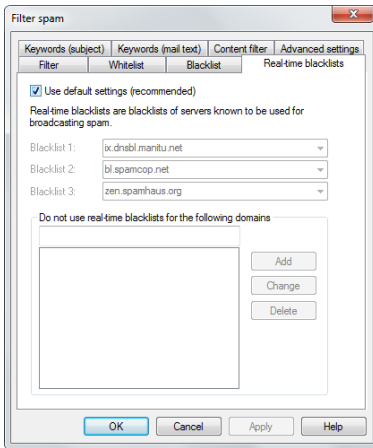 Filter spam
Keywords (subject) Keywords (mail text) Content filter Advanced settings
Filter Whitelist Blacklist Real-time blacklists
Use default settings (recommended)
Real-time blacklists are blacklists of servers known to be used for
broadcasting spam.
Blacklist 1: ix.dnsbl.manitu.net
Blacklist 2: bl.spamcop.net
Blacklist 3: zen.spamhaus.org
Do not use real-time blacklists for the following domains
Add
Change
Delete
OK Cancel Apply Help